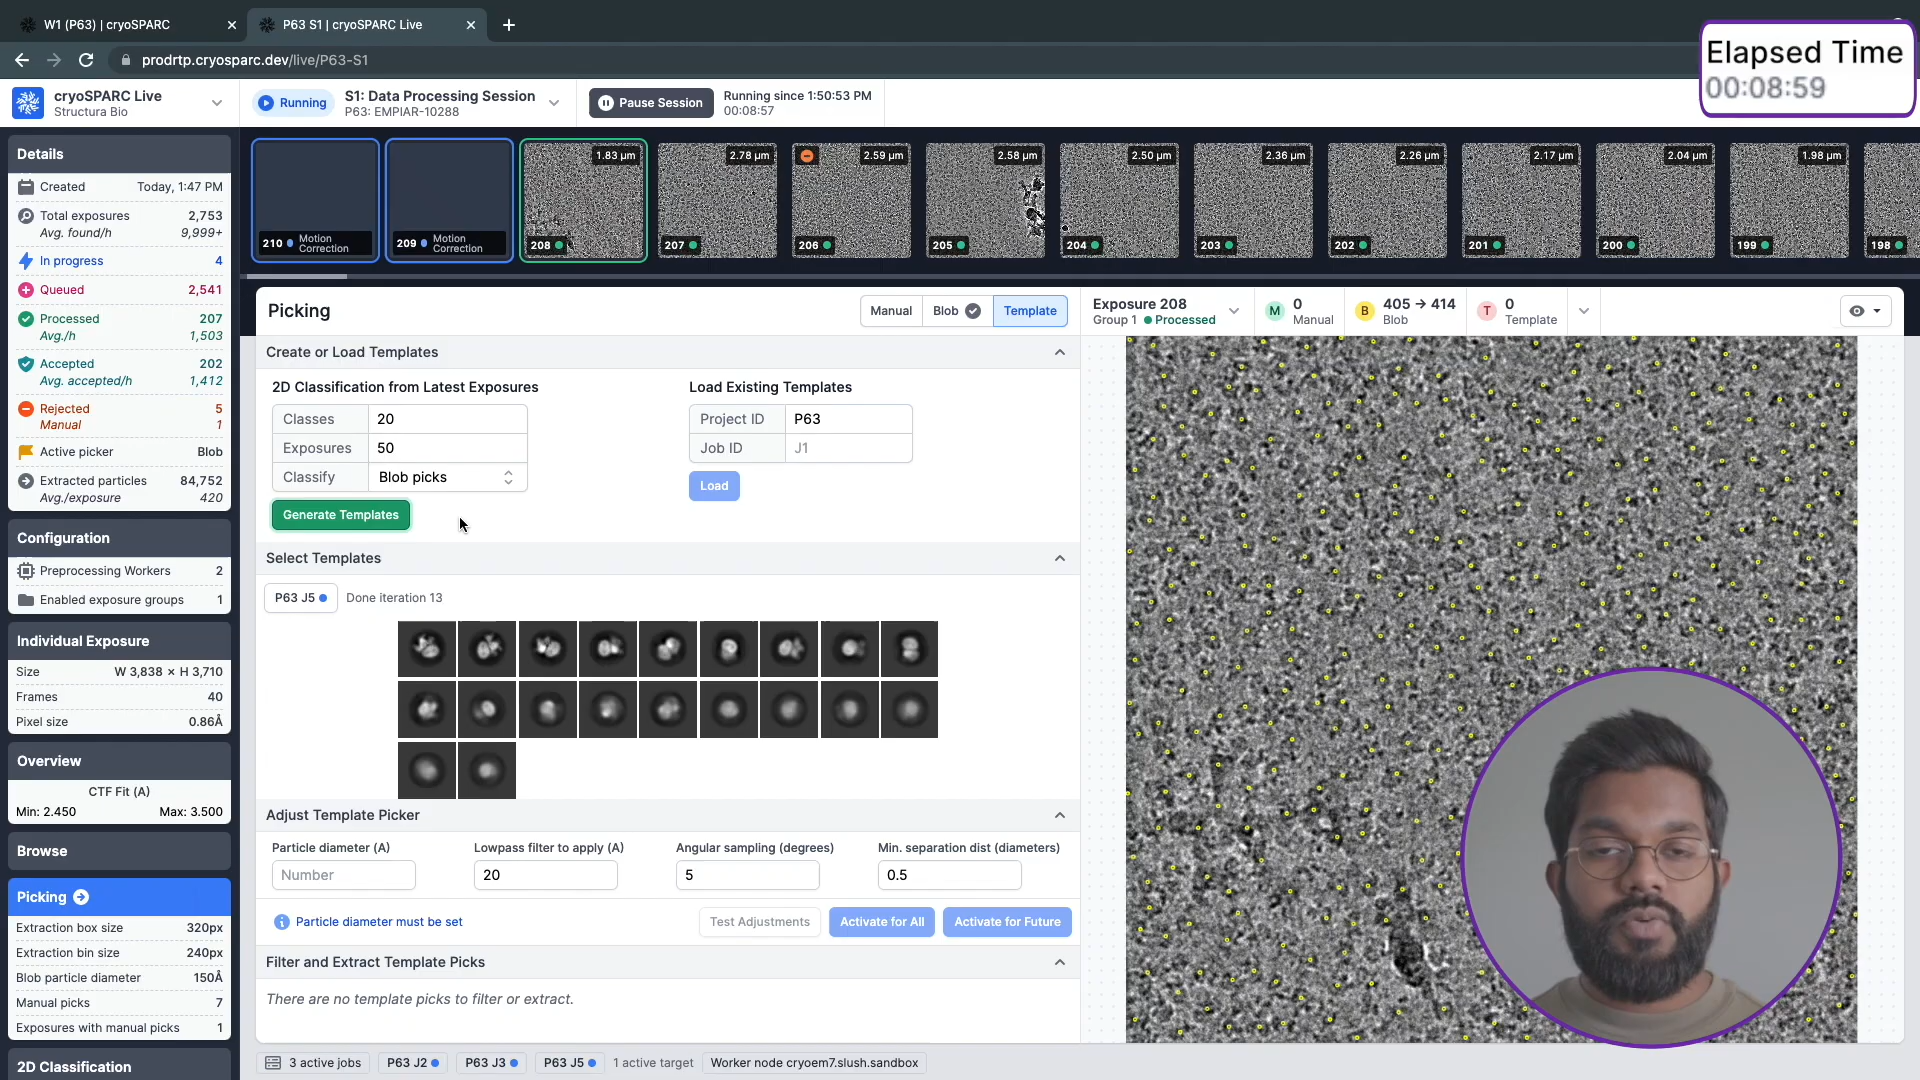 W1 (P63) | cryoSPARC
P63 S1 | cryoSPARC Live
prodrtp.cryosparc.dev/live/P63-S1
Elapsed Time
00:08:59
cryoSPARC Live
Structura Bio
Running
S1: Data Processing Session
P63: EMPIAR-10288
Pause Session
Running since 1:50:53 PM
00:08:57
210 Motion Correction
209 Motion Correction
1.83 µm
208
2.78 µm
207
2.59 µm
206
2.58 µm
205
2.50 µm
204
2.36 µm
203
2.26 µm
202
2.17 µm
201
2.04 µm
200
1.98 µm
199
198
Details
Created Today, 1:47 PM
Total exposures 2,753
Avg. found/h 9,999+
In progress 4
Queued 2,541
Processed 207
Avg./h 1,503
Accepted 202
Avg. accepted/h 1,412
Rejected 5
Manual 1
Active picker Blob
Extracted particles 84,752
Avg./exposure 420
Configuration
Preprocessing Workers 2
Enabled exposure groups 1
Individual Exposure
Size W 3,838 × H 3,710
Frames 40
Pixel size 0.86Å
Overview
CTF Fit (A)
Min: 2.450 Max: 3.500
Browse
Picking
Extraction box size 320px
Extraction bin size 240px
Blob particle diameter 150Å
Manual picks 7
Exposures with manual picks 1
2D Classification
Picking
Manual Blob Template
Create or Load Templates
2D Classification from Latest Exposures
Classes 20
Exposures 50
Classify Blob picks
Generate Templates
Load Existing Templates
Project ID P63
Job ID J1
Load
Select Templates
P63 J5 Done iteration 13
Adjust Template Picker
Particle diameter (A) Lowpass filter to apply (A) Angular sampling (degrees) Min. separation dist (diameters)
Number 20 5 0.5
Particle diameter must be set
Test Adjustments Activate for All Activate for Future
Filter and Extract Template Picks
There are no template picks to filter or extract.
Exposure 208
Group 1 Processed
M 0 Manual
B 405 → 414 Blob
T 0 Template
3 active jobs P63 J2 P63 J3 P63 J5 1 active target Worker node cryoem7.slush.sandbox